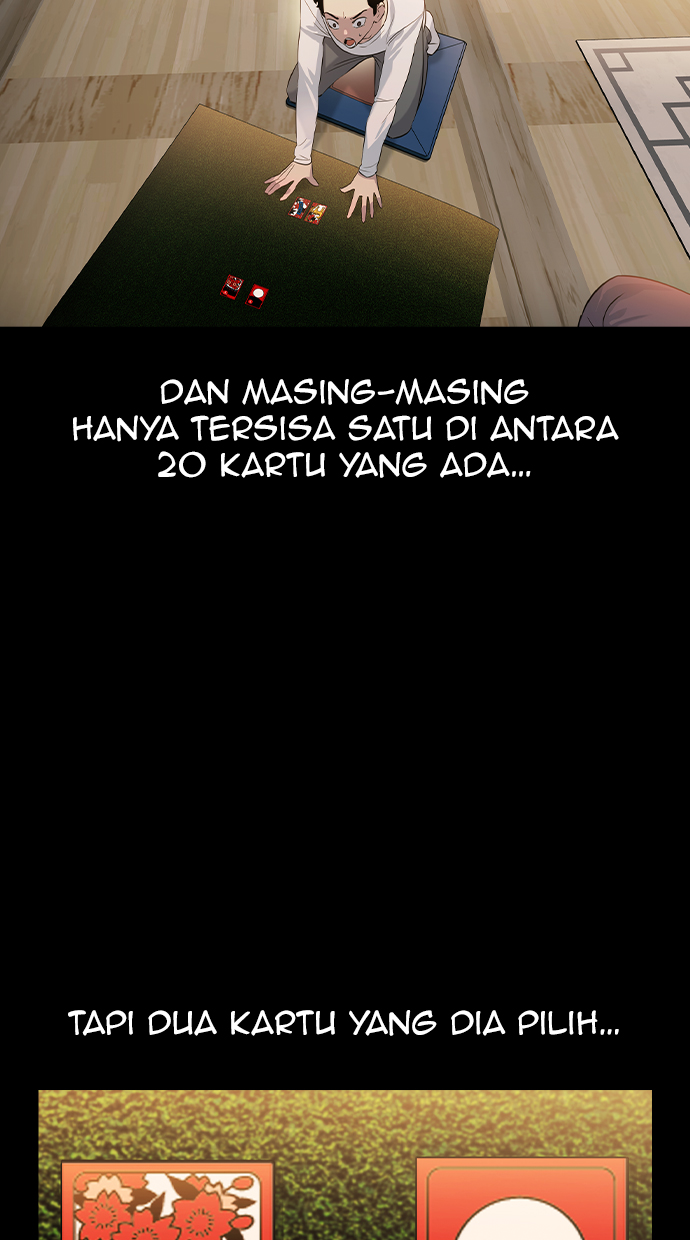 DAN MASING-MASING
HANYA TERSISA SATU DI ANTARA
20 KARTU YANG ADA...
TAPI DUA KARTU YANG DIA PILIH...